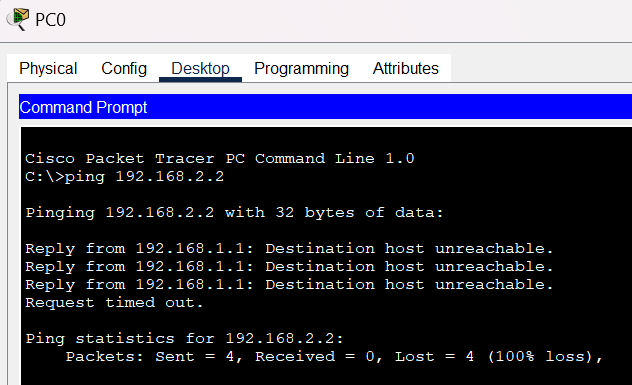 PC0
Physical Config Desktop Programming Attributes
Command Prompt
Cisco Packet Tracer PC Command Line 1.0
C:\>ping 192.168.2.2
Pinging 192.168.2.2 with 32 bytes of data:
Reply from 192.168.1.1: Destination host unreachable.
Reply from 192.168.1.1: Destination host unreachable.
Reply from 192.168.1.1: Destination host unreachable.
Request timed out.
Ping statistics for 192.168.2.2:
    Packets: Sent = 4, Received = 0, Lost = 4 (100% loss),